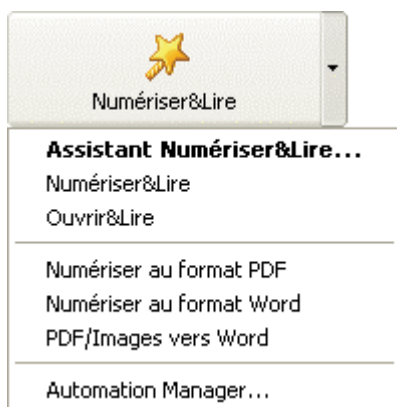 Numériser&Lire
Assistant Numériser&Lire...
Numériser&Lire
Ouvrir&Lire
Numériser au format PDF
Numériser au format Word
PDF/Images vers Word
Automation Manager...